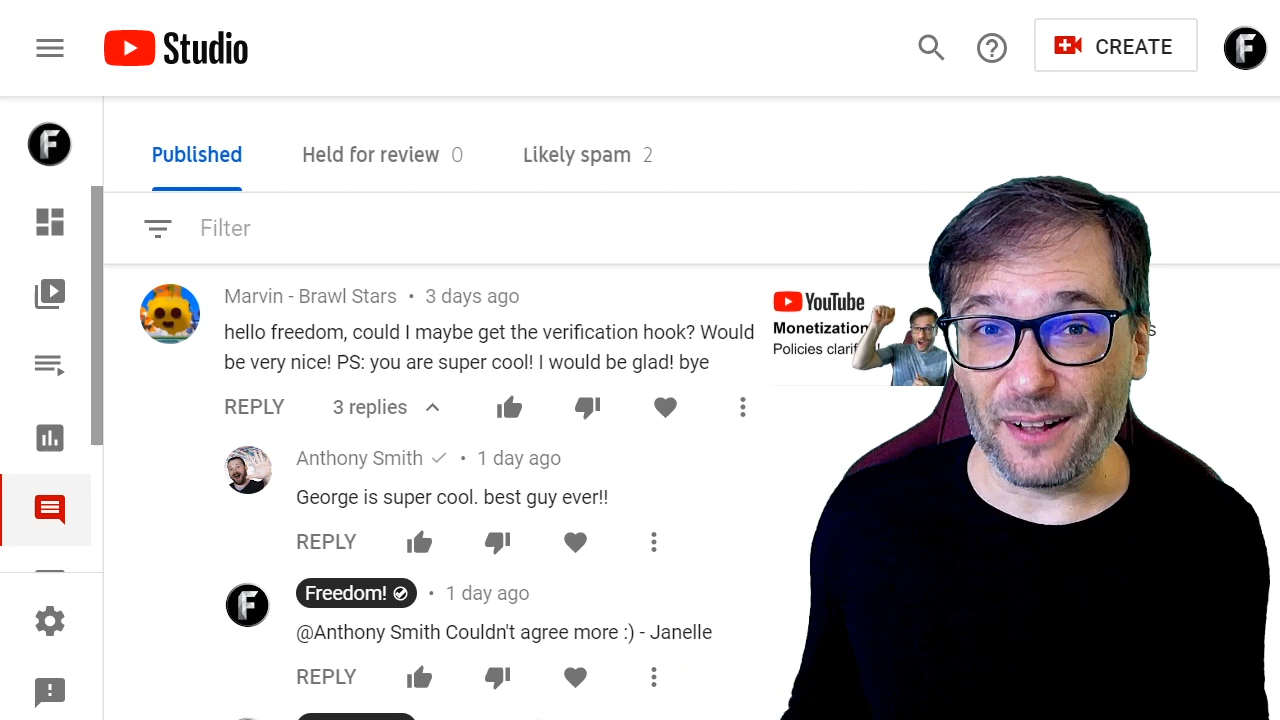 Studio
CREATE
F
F
Published
Held for review 0
Likely spam 2
Filter
Marvin - Brawl Stars • 3 days ago
hello freedom, could I maybe get the verification hook? Would
be very nice! PS: you are super cool! I would be glad! bye
REPLY
3 replies
YouTube
Monetization
Policies
Anthony Smith • 1 day ago
George is super cool. best guy ever!!
REPLY
F
Freedom! • 1 day ago
@Anthony Smith Couldn't agree more :) - Janelle
REPLY